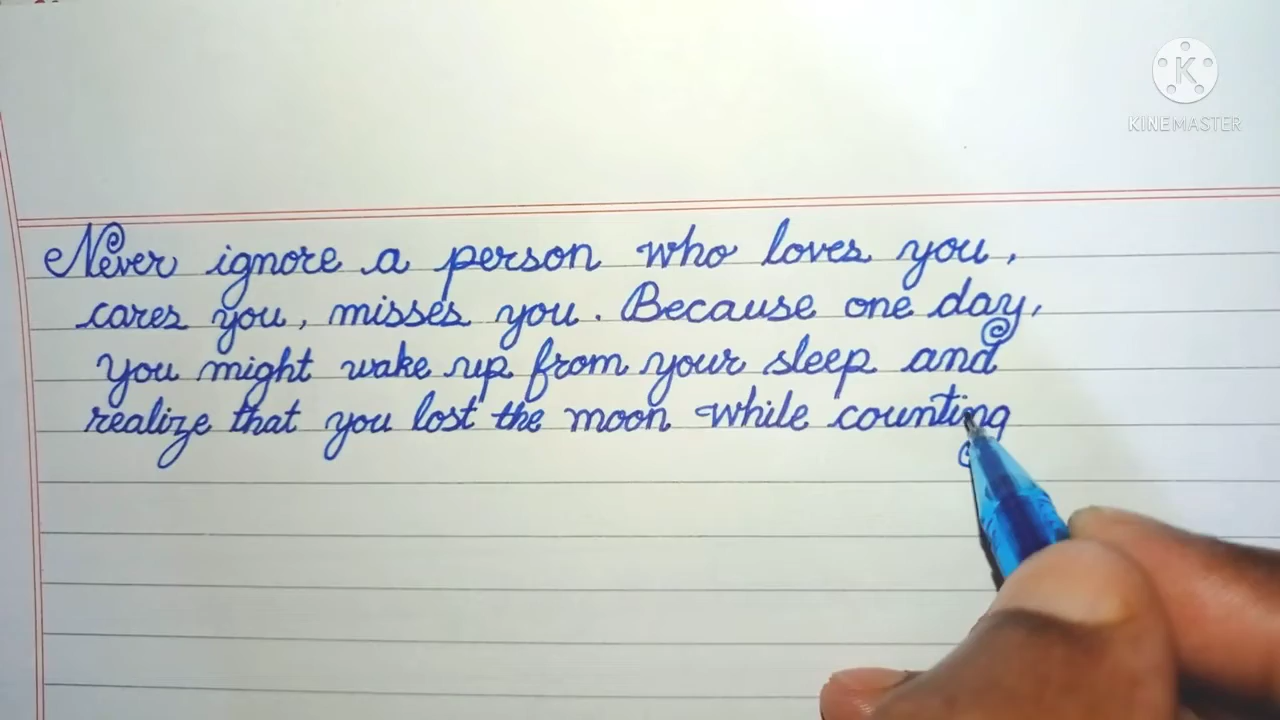 KINEMASTER
Never ignore a person who loves you,
cares you, misses you. Because one day,
you might wake up from your sleep and
realize that you lost the moon while counting